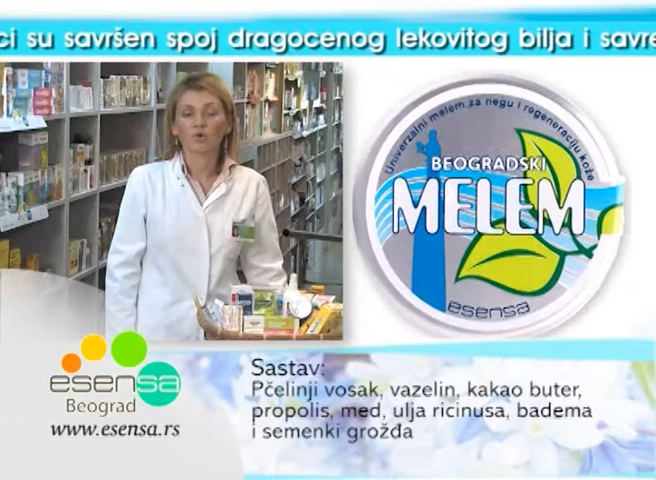 ci su savršen spoj dragocenog lekovitog bilja i savre
Univerzalni melem za negu i regeneraciju kože
BEOGRADSKI
MELEM
esensa
esensa
Beograd
www.esensa.rs
Sastav:
Pčelinji vosak, vazelin, kakao buter,
propolis, med, ulja ricinusa, badema
i semenki grožđa